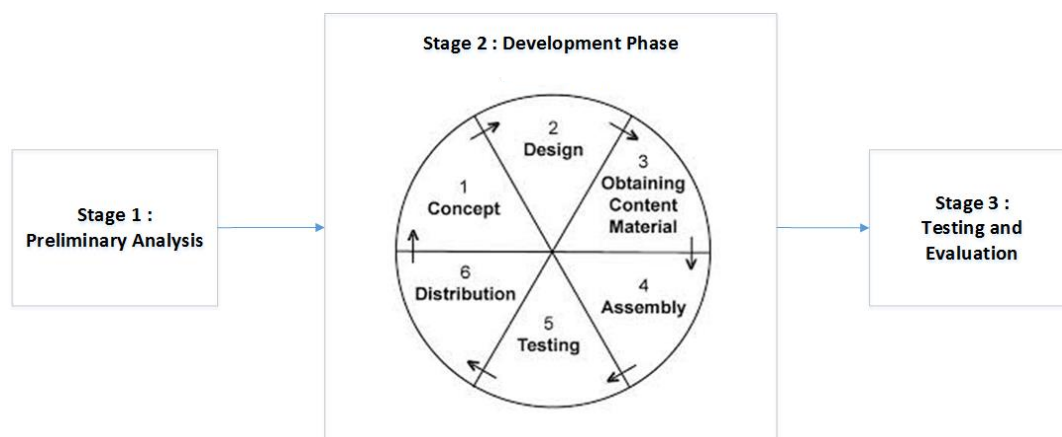 Stage 1 :
Preliminary Analysis
Stage 2 : Development Phase
1
Concept
2
Design
3
Obtaining
Content
Material
4
Assembly
5
Testing
6
Distribution
Stage 3 :
Testing and
Evaluation